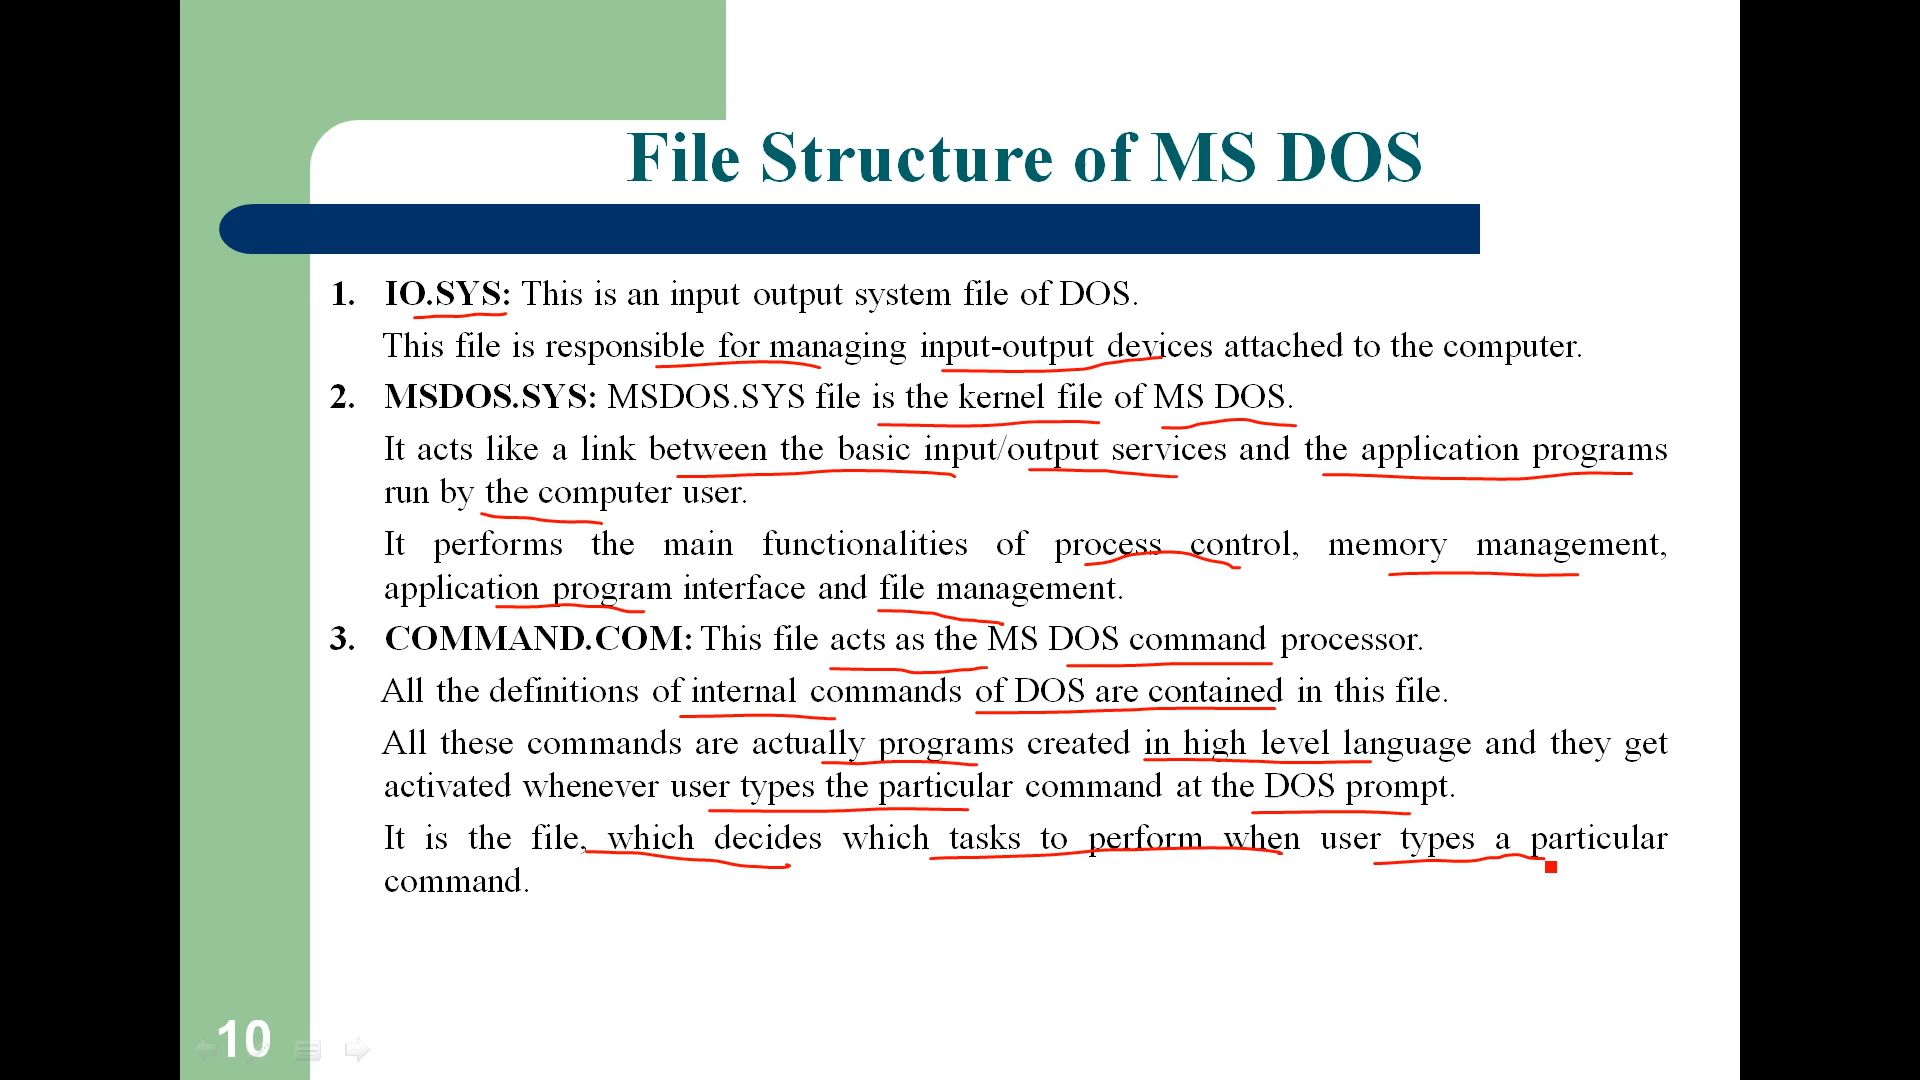 File Structure of MS DOS
1. IO.SYS: This is an input output system file of DOS.
This file is responsible for managing input-output devices attached to the computer.
2. MSDOS.SYS: MSDOS.SYS file is the kernel file of MS DOS.
It acts like a link between the basic input/output services and the application programs
run by the computer user.
It performs the main functionalities of process control, memory management,
application program interface and file management.
3. COMMAND.COM: This file acts as the MS DOS command processor.
All the definitions of internal commands of DOS are contained in this file.
All these commands are actually programs created in high level language and they get
activated whenever user types the particular command at the DOS prompt.
It is the file, which decides which tasks to perform when user types a particular
command.
10